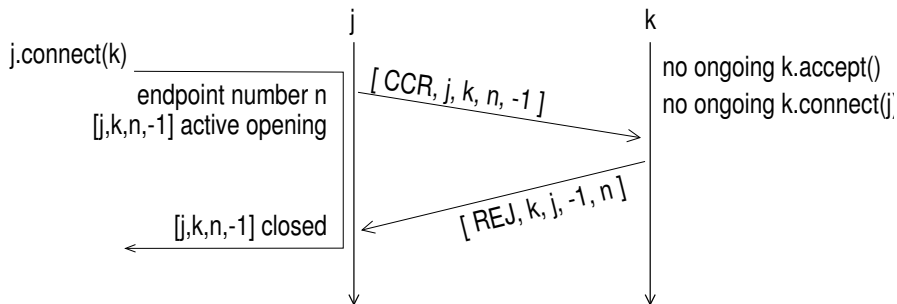 j
k
j.connect(k)
[ CCR, j, k, n, -1 ]
no ongoing k.accept()
endpoint number n
no ongoing k.connect(j)
[j,k,n,-1] active opening
[ REJ, k, j, -1, n ]
[j,k,n,-1] closed